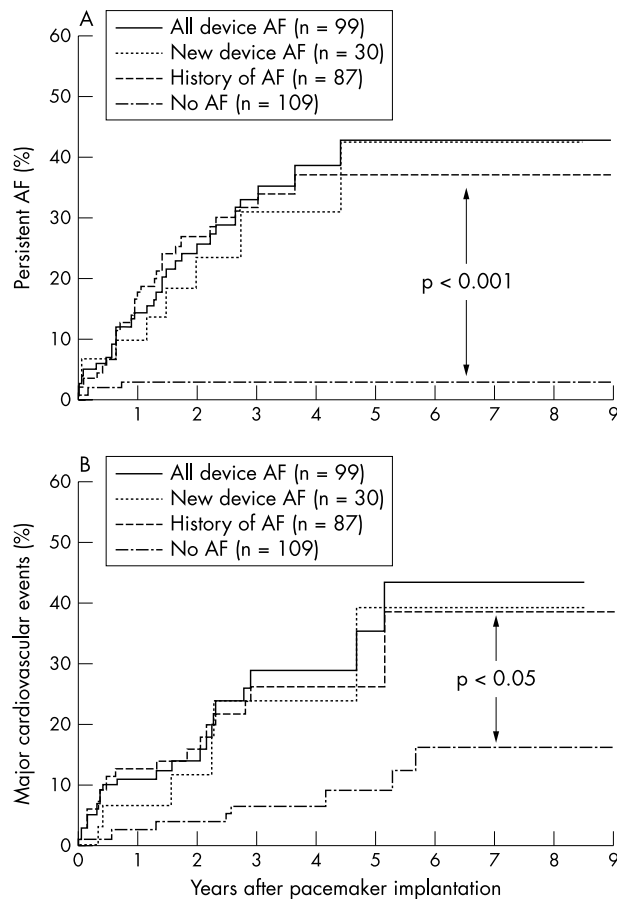 A
All device AF (n = 99)
New device AF (n = 30)
History of AF (n = 87)
No AF (n = 109)
Persistent AF (%)
60
50
40
30
20
10
0
p < 0.001
1 2 3 4 5 6 7 8 9
B
All device AF (n = 99)
New device AF (n = 30)
History of AF (n = 87)
No AF (n = 109)
Major cardiovascular events (%)
60
50
40
30
20
10
0
p < 0.05
0 1 2 3 4 5 6 7 8 9
Years after pacemaker implantation